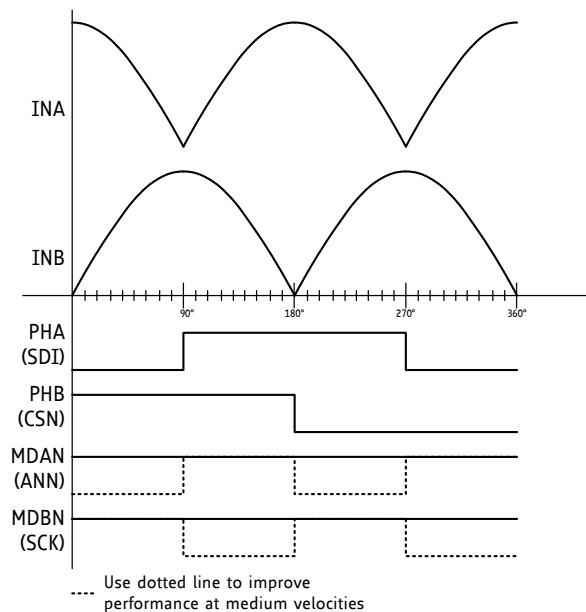 INA
INB
90°
180°
270°
360°
PHA
(SDI)
PHB
(CSN)
MDAN
(ANN)
MDBN
(SCK)
Use dotted line to improve
performance at medium velocities